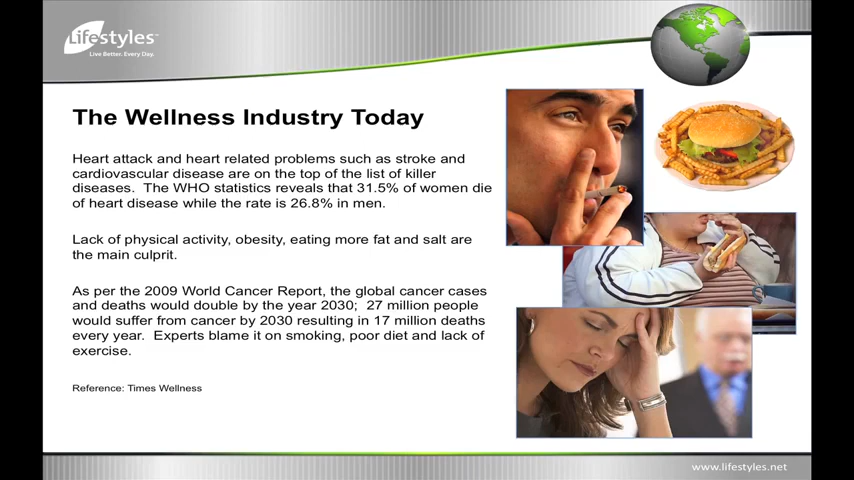 Lifestyles™
Live Better. Every Day.
The Wellness Industry Today
Heart attack and heart related problems such as stroke and
cardiovascular disease are on the top of the list of killer
diseases.  The WHO statistics reveals that 31.5% of women die
of heart disease while the rate is 26.8% in men.
Lack of physical activity, obesity, eating more fat and salt are
the main culprit.
As per the 2009 World Cancer Report, the global cancer cases
and deaths would double by the year 2030;  27 million people
would suffer from cancer by 2030 resulting in 17 million deaths
every year.  Experts blame it on smoking, poor diet and lack of
exercise.
Reference: Times Wellness
www.lifestyles.net